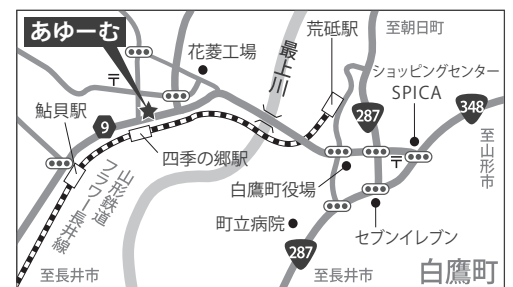 あゆーむ
花菱工場
最上川
荒砥駅
至朝日町
ショッピングセンター
SPICA
〒
鮎貝駅
9
287
348
四季の郷駅
〒
至山形市
白鷹町役場
山形鉄道
フラワー長井線
町立病院
セブンイレブン
287
至長井市
至長井市
白鷹町